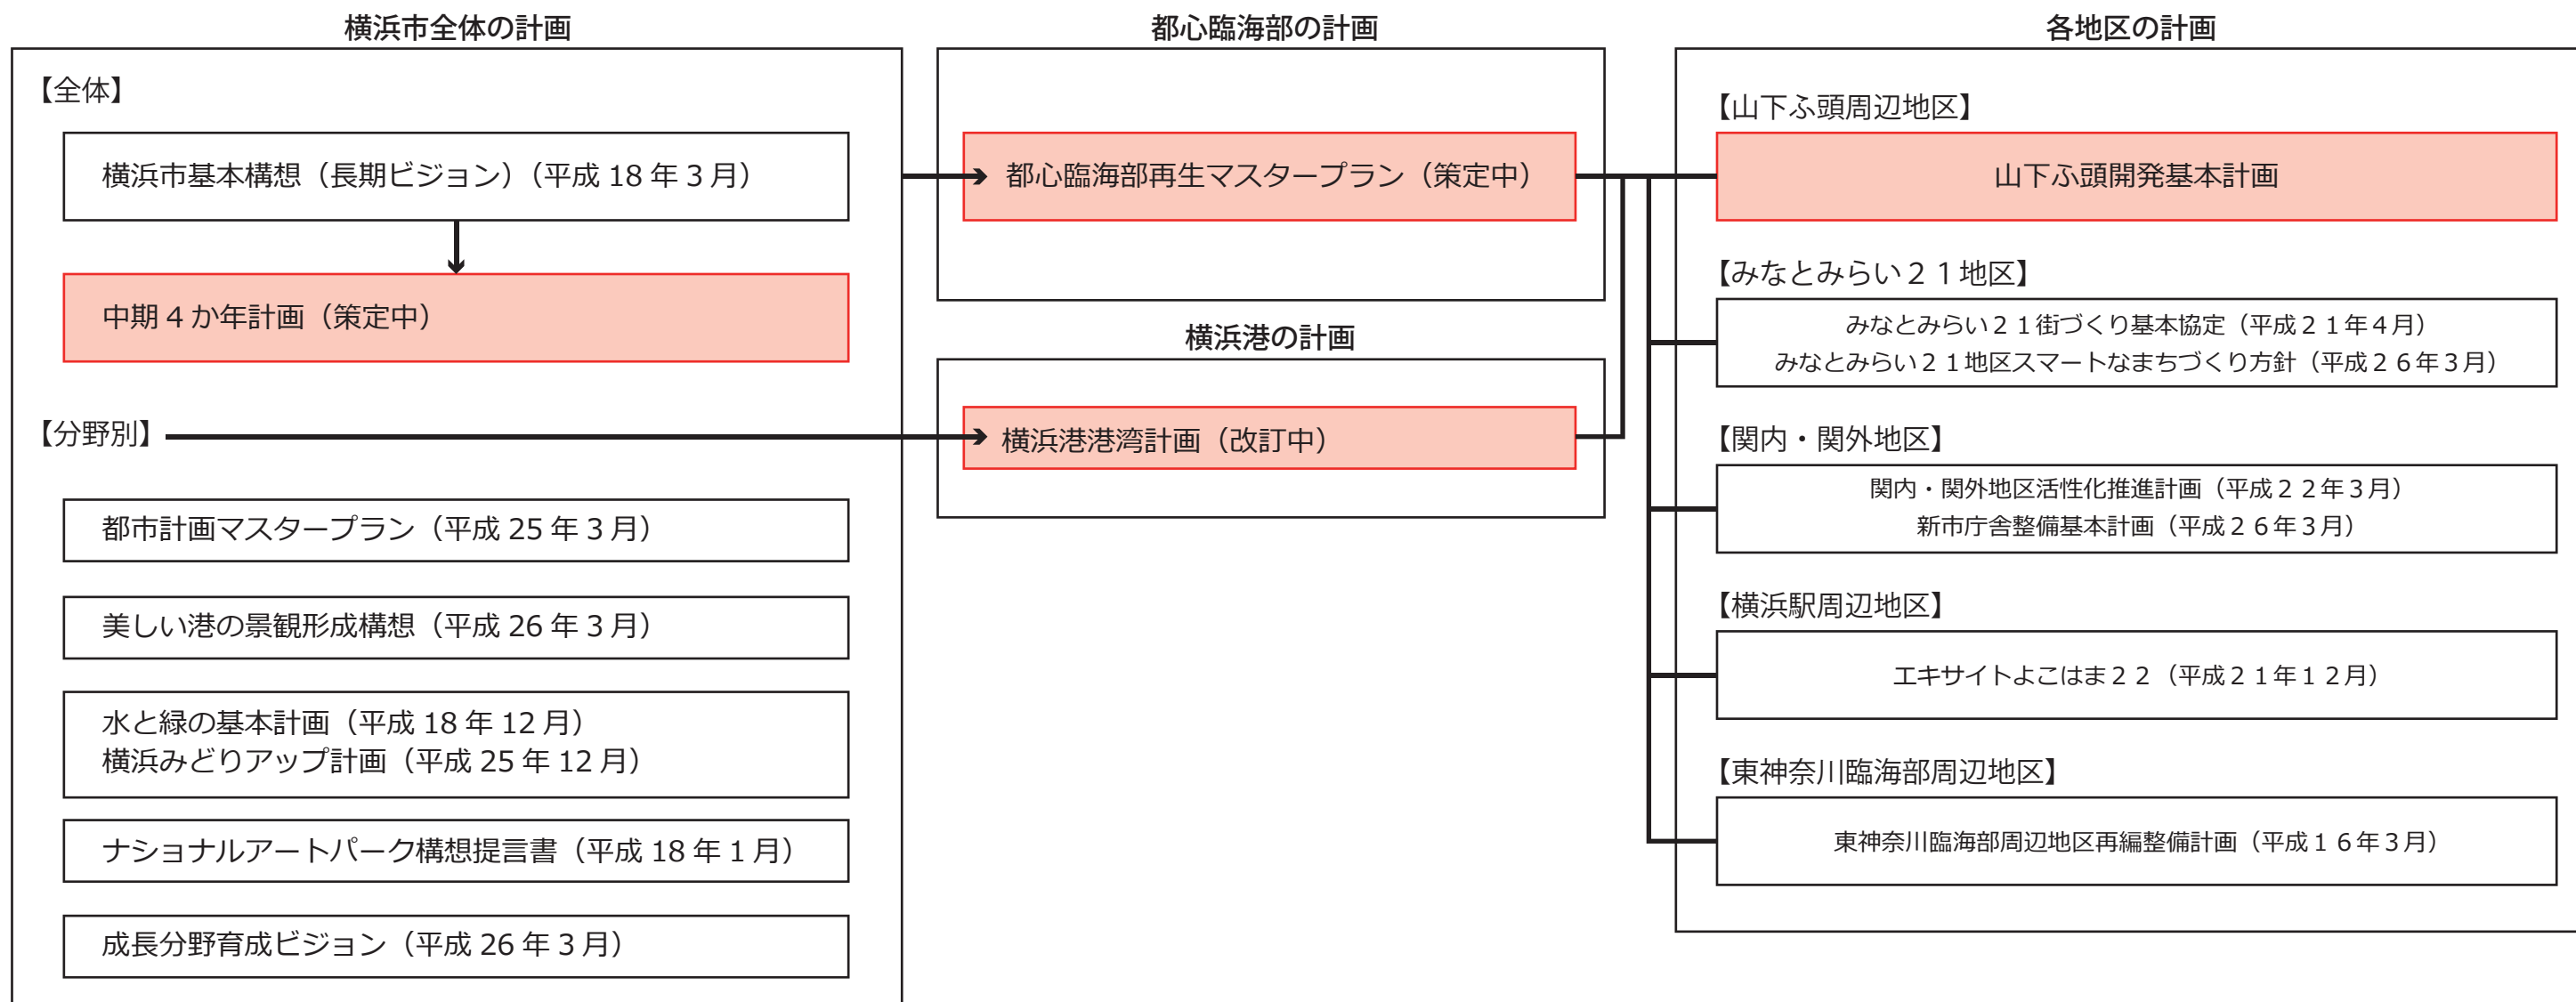 横浜市全体の計画
【全体】
横浜市基本構想（長期ビジョン）（平成 18 年 3 月）
中期 4 か年計画（策定中）
【分野別】
都市計画マスタープラン（平成 25 年 3 月）
美しい港の景観形成構想（平成 26 年 3 月）
水と緑の基本計画（平成 18 年 12 月）
横浜みどりアップ計画（平成 25 年 12 月）
ナショナルアートパーク構想提言書（平成 18 年 1 月）
成長分野育成ビジョン（平成 26 年 3 月）
都心臨海部の計画
都心臨海部再生マスタープラン（策定中）
横浜港の計画
横浜港港湾計画（改訂中）
各地区の計画
【山下ふ頭周辺地区】
山下ふ頭開発基本計画
【みなとみらい２１地区】
みなとみらい２１街づくり基本協定（平成２１年４月）
みなとみらい２１地区スマートなまちづくり方針（平成２６年３月）
【関内・関外地区】
関内・関外地区活性化推進計画（平成２２年３月）
新市庁舎整備基本計画（平成２６年３月）
【横浜駅周辺地区】
エキサイトよこはま２２（平成２１年１２月）
【東神奈川臨海部周辺地区】
東神奈川臨海部周辺地区再編整備計画（平成１６年３月）